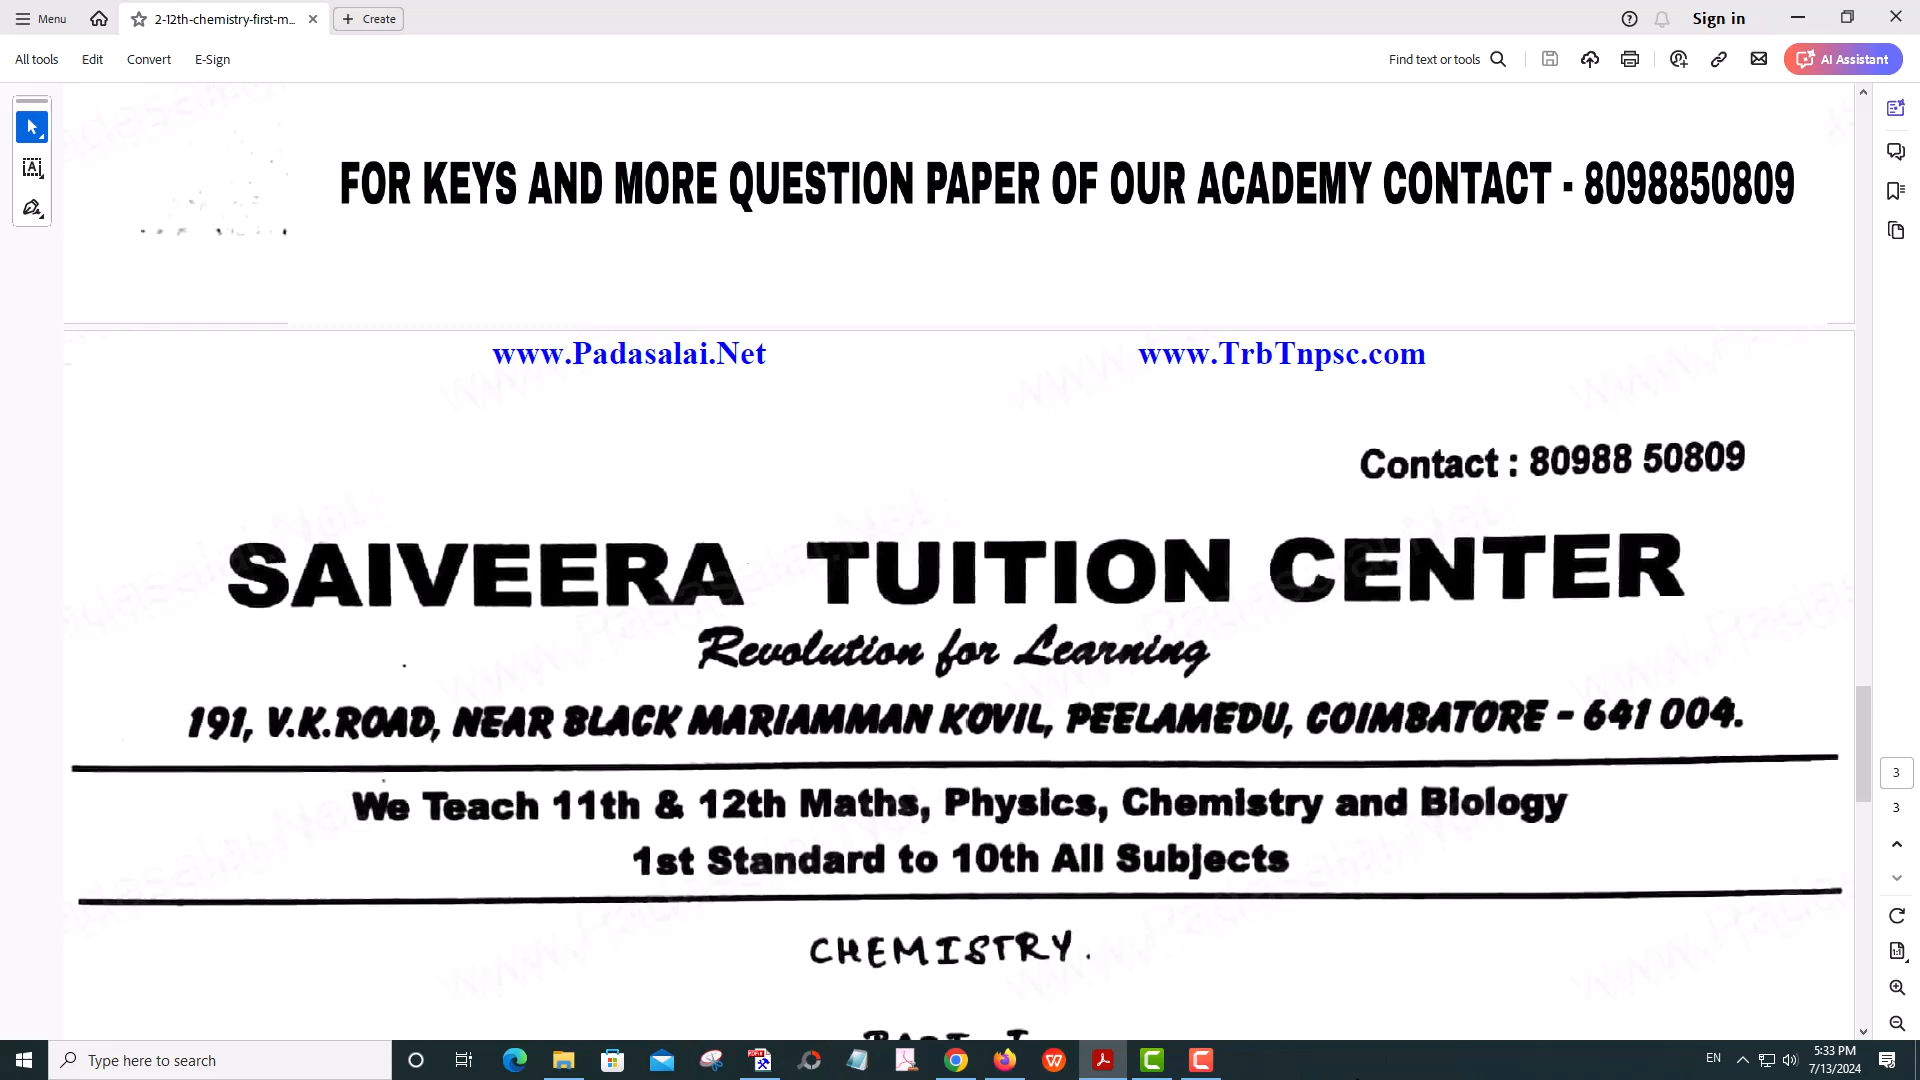 Menu
2-12th-chemistry-first-m...
Create
Sign in
All tools
Edit
Convert
E-Sign
Find text or tools
AI Assistant
FOR KEYS AND MORE QUESTION PAPER OF OUR ACADEMY CONTACT - 8098850809
www.Padasalai.Net
www.TrbTnpsc.com
Contact : 80988 50809
SAIVEERA TUITION CENTER
Revolution for Learning
191, V.K.ROAD, NEAR BLACK MARIAMMAN KOVIL, PEELAMEDU, COIMBATORE - 641 004.
We Teach 11th & 12th Maths, Physics, Chemistry and Biology
1st Standard to 10th All Subjects
CHEMISTRY.
3
3
Type here to search
EN
5:33 PM
7/13/2024